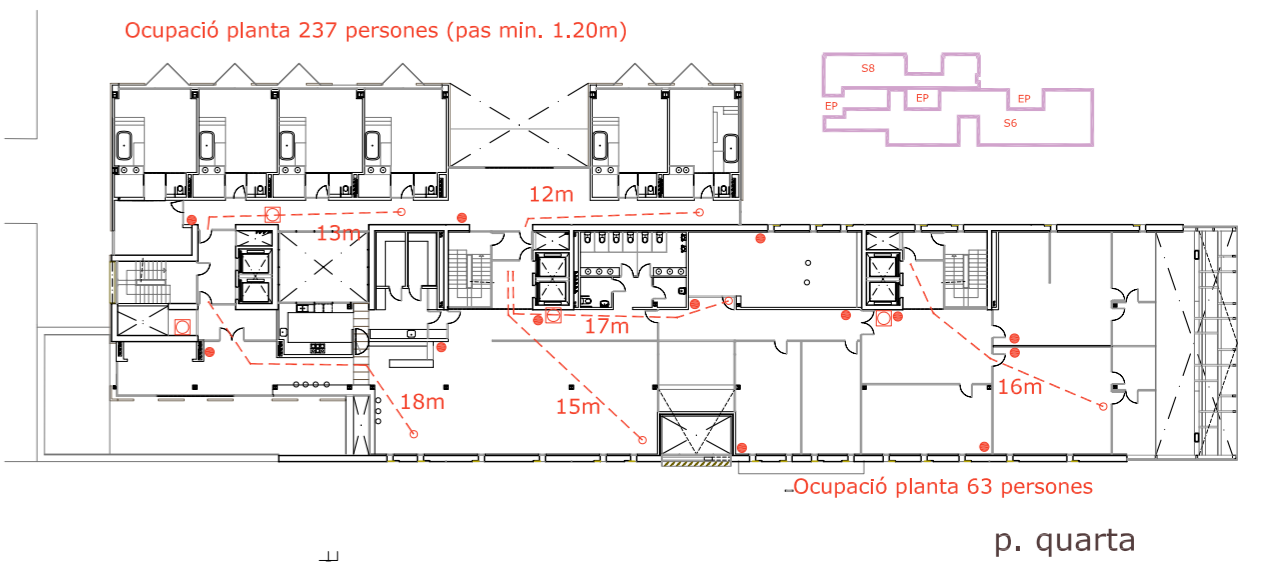 Ocupació planta 237 persones (pas min. 1.20m)
S8
EP
EP
EP
S6
12m
13m
17m
18m
15m
16m
Ocupació planta 63 persones
p. quarta